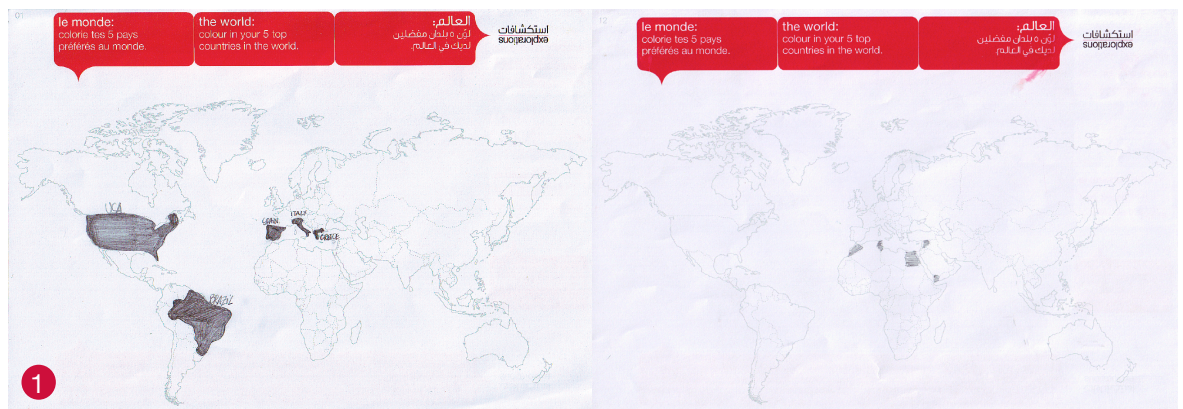 le monde:
colorie tes 5 pays
préférés au monde.
the world:
colour in your 5 top
countries in the world.
العالم:
لوّن ٥ بلدان مفضّلين
لديك في العالم.
استكشافات
explorations
USA
SPAIN
ITALY
GREECE
BRAZIL
1
le monde:
colorie tes 5 pays
préférés au monde.
the world:
colour in your 5 top
countries in the world.
العالم:
لوّن ٥ بلدان مفضّلين
لديك في العالم.
استكشافات
explorations